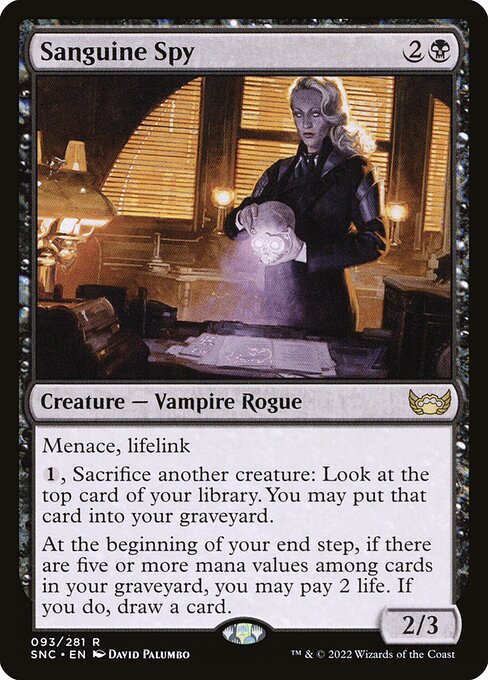 Sanguine Spy 2
Creature — Vampire Rogue
Menace, lifelink
1, Sacrifice another creature: Look at the
top card of your library. You may put that
card into your graveyard.
At the beginning of your end step, if there
are five or more mana values among cards
in your graveyard, you may pay 2 life. If
you do, draw a card.
2/3
093/281 R
SNC • EN David Palumbo ™ & © 2022 Wizards of the Coast